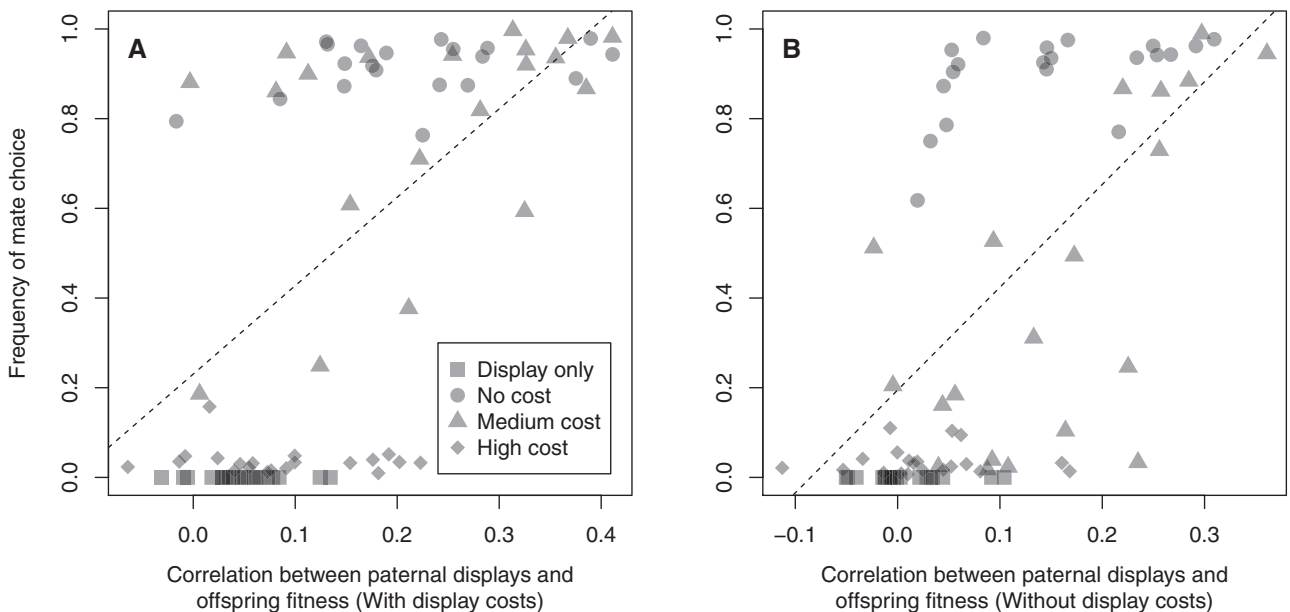 A
B
Frequency of mate choice
1.0
0.8
0.6
0.4
0.2
0.0
Display only
No cost
Medium cost
High cost
0.0 0.1 0.2 0.3 0.4
Correlation between paternal displays and
offspring fitness (With display costs)
1.0
0.8
0.6
0.4
0.2
0.0
−0.1 0.0 0.1 0.2 0.3
Correlation between paternal displays and
offspring fitness (Without display costs)